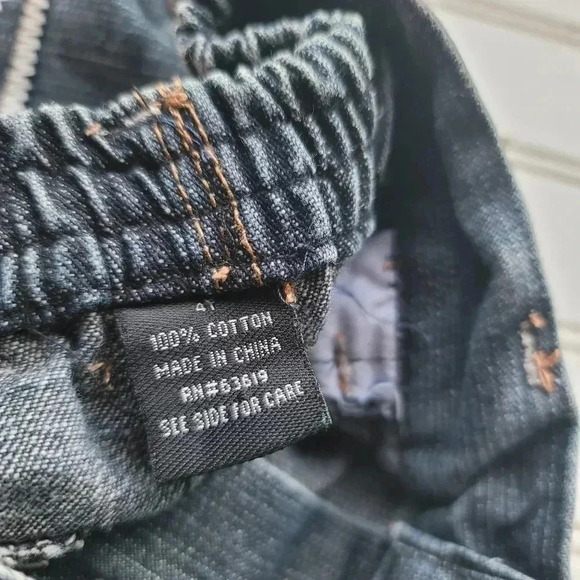 4T
100% COTTON
MADE IN CHINA
RN#63619
SEE SIDE FOR CARE